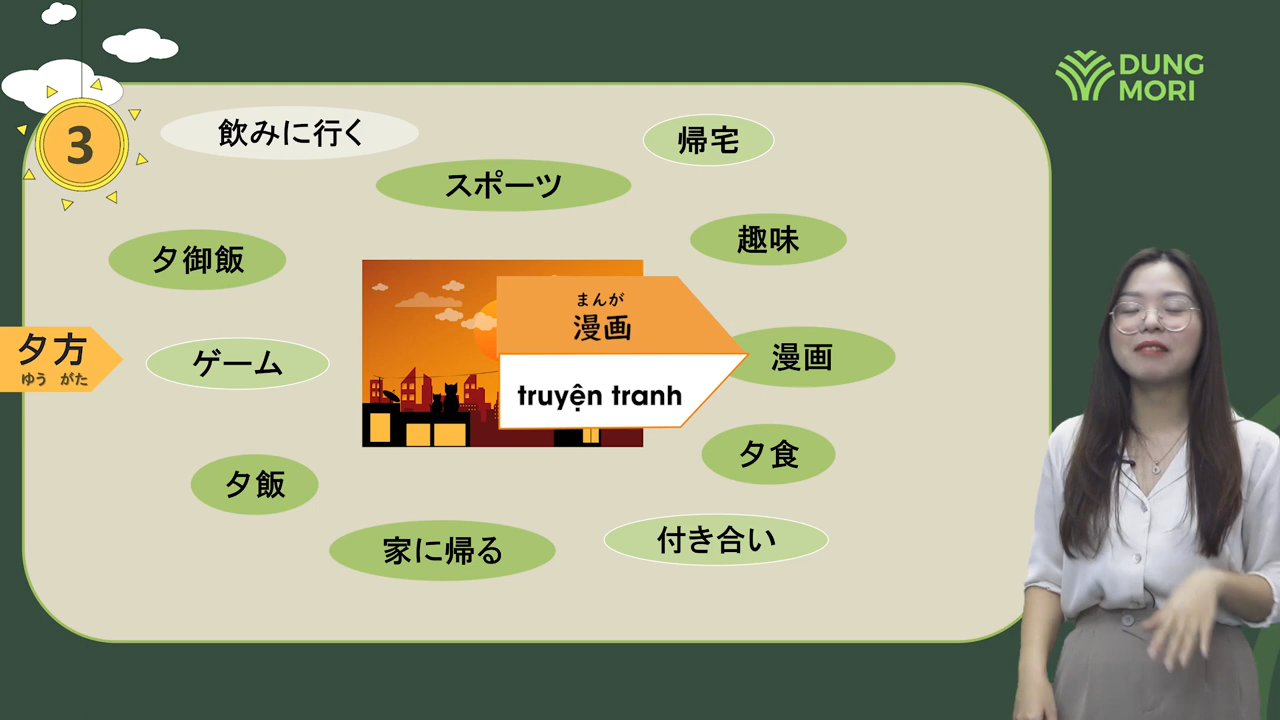 DUNG
MORI
3
飲みに行く
帰宅
スポーツ
趣味
夕御飯
まんが
漫画
truyện tranh
漫画
夕方
ゆう がた
ゲーム
夕食
夕飯
付き合い
家に帰る